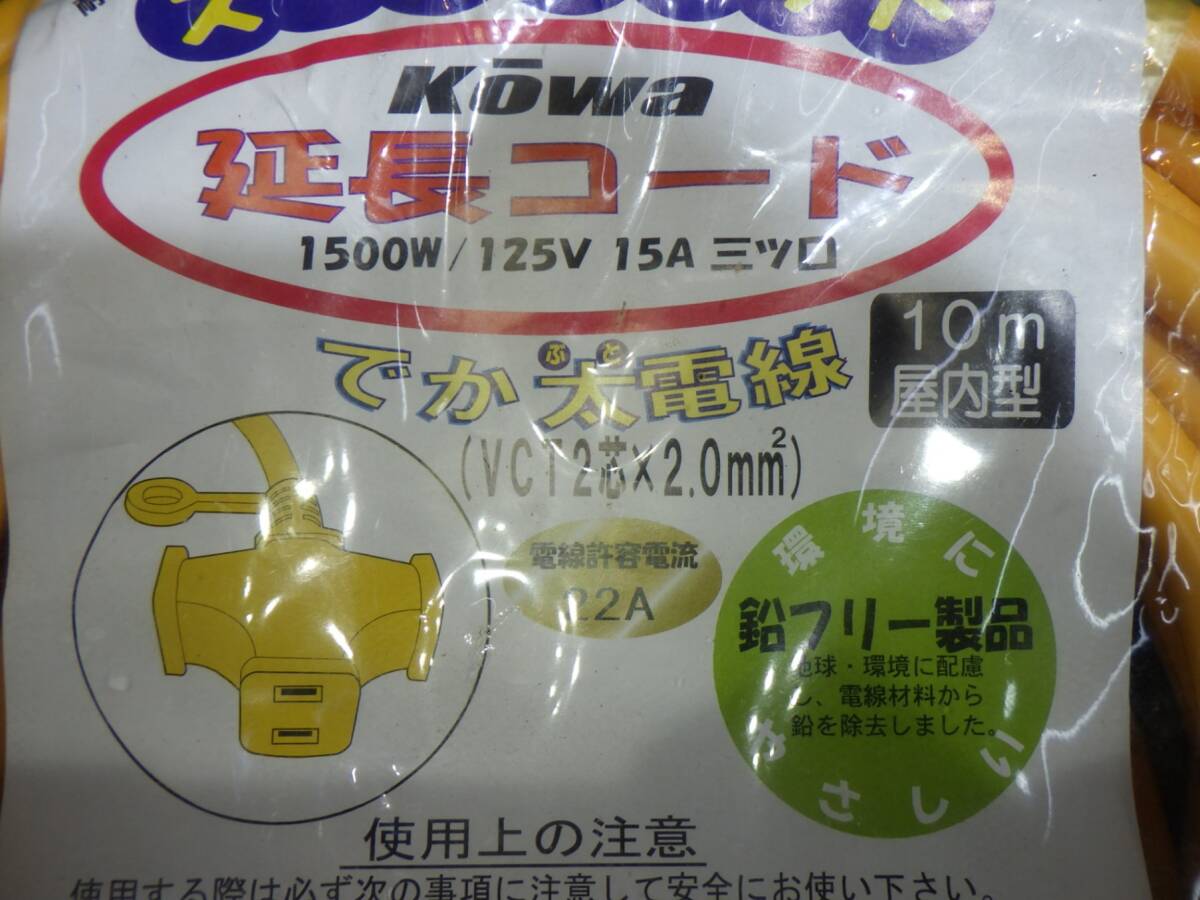 Kōwa
延長コード
1500W/125V 15A 三ツ口
10m
屋内型
ぶと
でか太電線
(VCT2芯×2.0mm²)
電線許容電流
22A
環境に
やさしい
鉛フリー製品
地球・環境に配慮
し、電線材料から
鉛を除去しました。
使用上の注意
使用する際は必ず次の事項に注意して安全にお使い下さい。